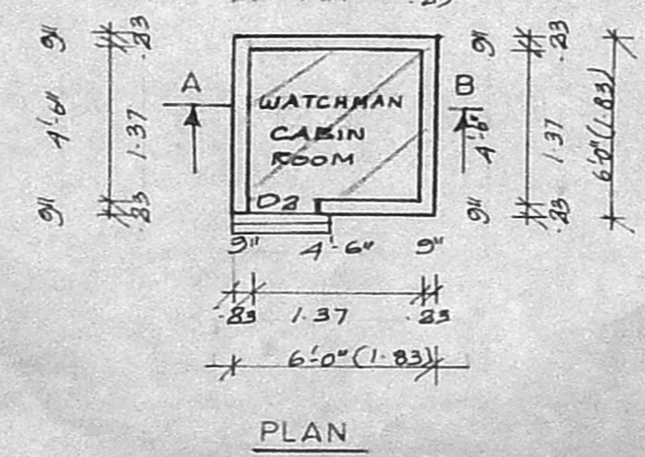 9" 4'-6" 9"
.23 1.37 .23
A
WATCHMAN
CABIN
ROOM
D2
B
9" 4'-6" 9"
.23 1.37 .23
6'-0" (1.83)
9" 4'-6" 9"
.23 1.37 .23
6'-0" (1.83)
PLAN